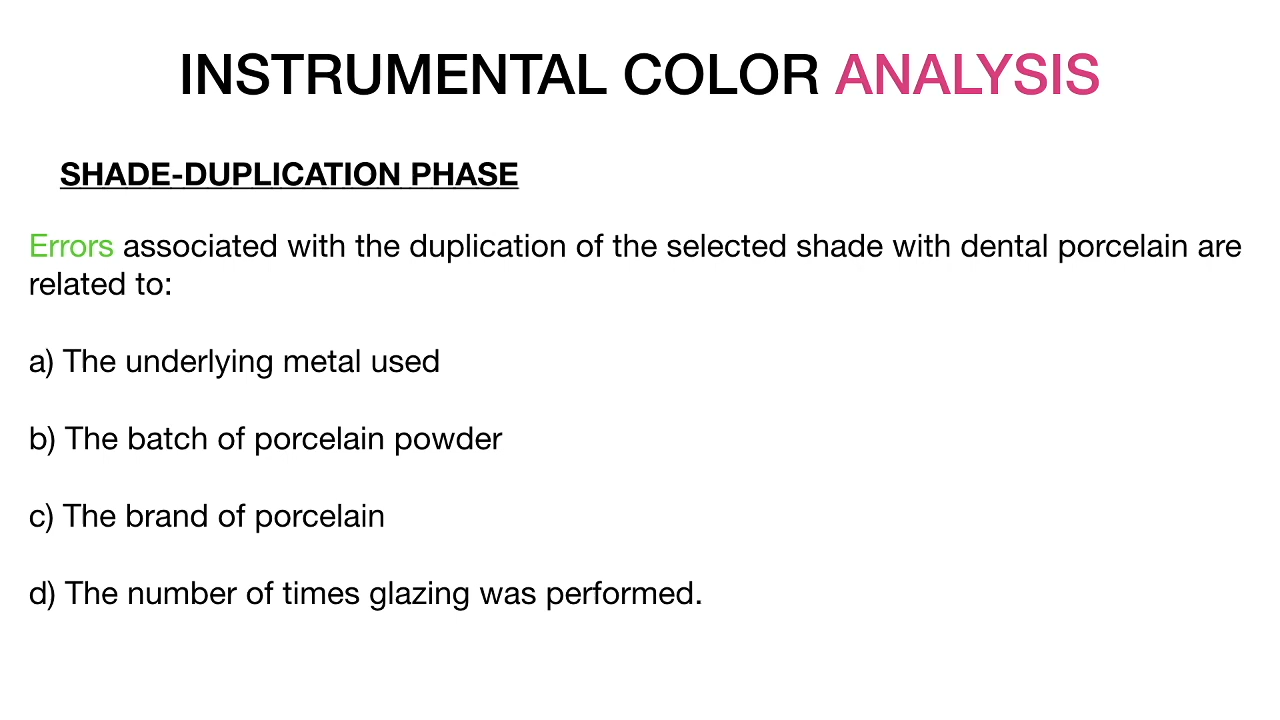 INSTRUMENTAL COLOR ANALYSIS
SHADE-DUPLICATION PHASE
Errors associated with the duplication of the selected shade with dental porcelain are
related to:
a) The underlying metal used
b) The batch of porcelain powder
c) The brand of porcelain
d) The number of times glazing was performed.